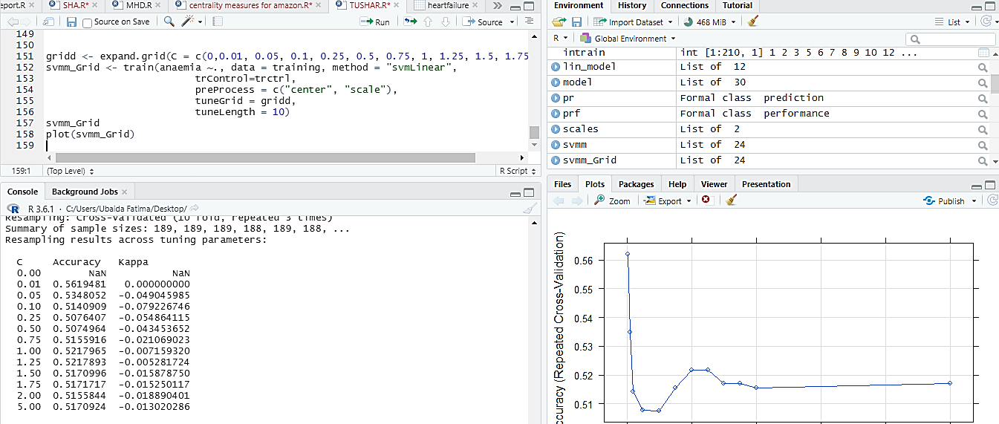 eport.R
SHA.R*
MHD.R
centrality measures for amazon.R*
TUSHAR.R*
heartfailure
Source on Save
Run
Source
149
150
151 gridd <- expand.grid(C = c(0,0.01, 0.05, 0.1, 0.25, 0.5, 0.75, 1, 1.25, 1.5, 1.75
152 svmm_Grid <- train(anaemia ~., data = training, method = "svmLinear",
153 trControl=trctrl,
154 preProcess = c("center", "scale"),
155 tuneGrid = gridd,
156 tuneLength = 10)
157 svmm_Grid
158 plot(svmm_Grid)
159
159:1 (Top Level) R Script
Console Background Jobs
R 3.6.1 · C:/Users/Ubaida Fatima/Desktop/
Resampling: Cross-Validated (10 fold, repeated 3 times)
Summary of sample sizes: 189, 189, 189, 188, 189, 188, ...
Resampling results across tuning parameters:
C Accuracy Kappa
0.00 NaN NaN
0.01 0.5619481 0.000000000
0.05 0.5348052 -0.049045985
0.10 0.5140909 -0.079226746
0.25 0.5076407 -0.054864115
0.50 0.5074964 -0.043453652
0.75 0.5155916 -0.021069023
1.00 0.5217965 -0.007159320
1.25 0.5217893 -0.005281724
1.50 0.5170996 -0.015878750
1.75 0.5171717 -0.015250117
2.00 0.5155844 -0.018890401
5.00 0.5170924 -0.013020286
Environment History Connections Tutorial
Import Dataset 468 MiB List
R Global Environment
intrain int [1:210, 1] 1 2 3 5 6 7 8 9 10 12 ...
lin_model List of 12
model List of 30
pr Formal class prediction
prf Formal class performance
scales List of 2
svmm List of 24
svmm_Grid List of 24
Files Plots Packages Help Viewer Presentation
Zoom Export Publish
ccuracy (Repeated Cross-Validation)
0.56
0.55
0.54
0.53
0.52
0.51